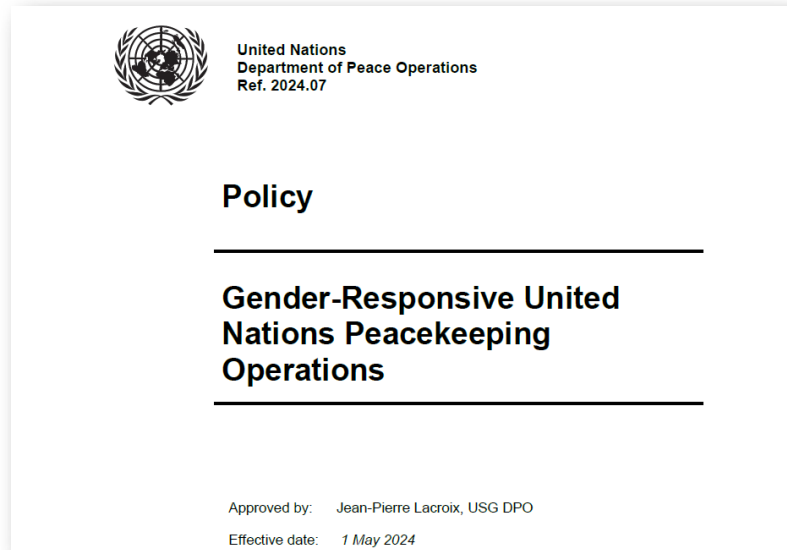 United Nations
Department of Peace Operations
Ref. 2024.07
Policy
Gender-Responsive United
Nations Peacekeeping
Operations
Approved by: Jean-Pierre Lacroix, USG DPO
Effective date: 1 May 2024